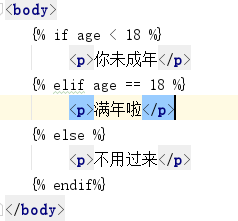 <body>
{% if age < 18 %}
<p>你未成年</p>
{% elif age == 18 %}
<p>满年啦</p>
{% else %}
<p>不用过来</p>
{% endif%}
</body>